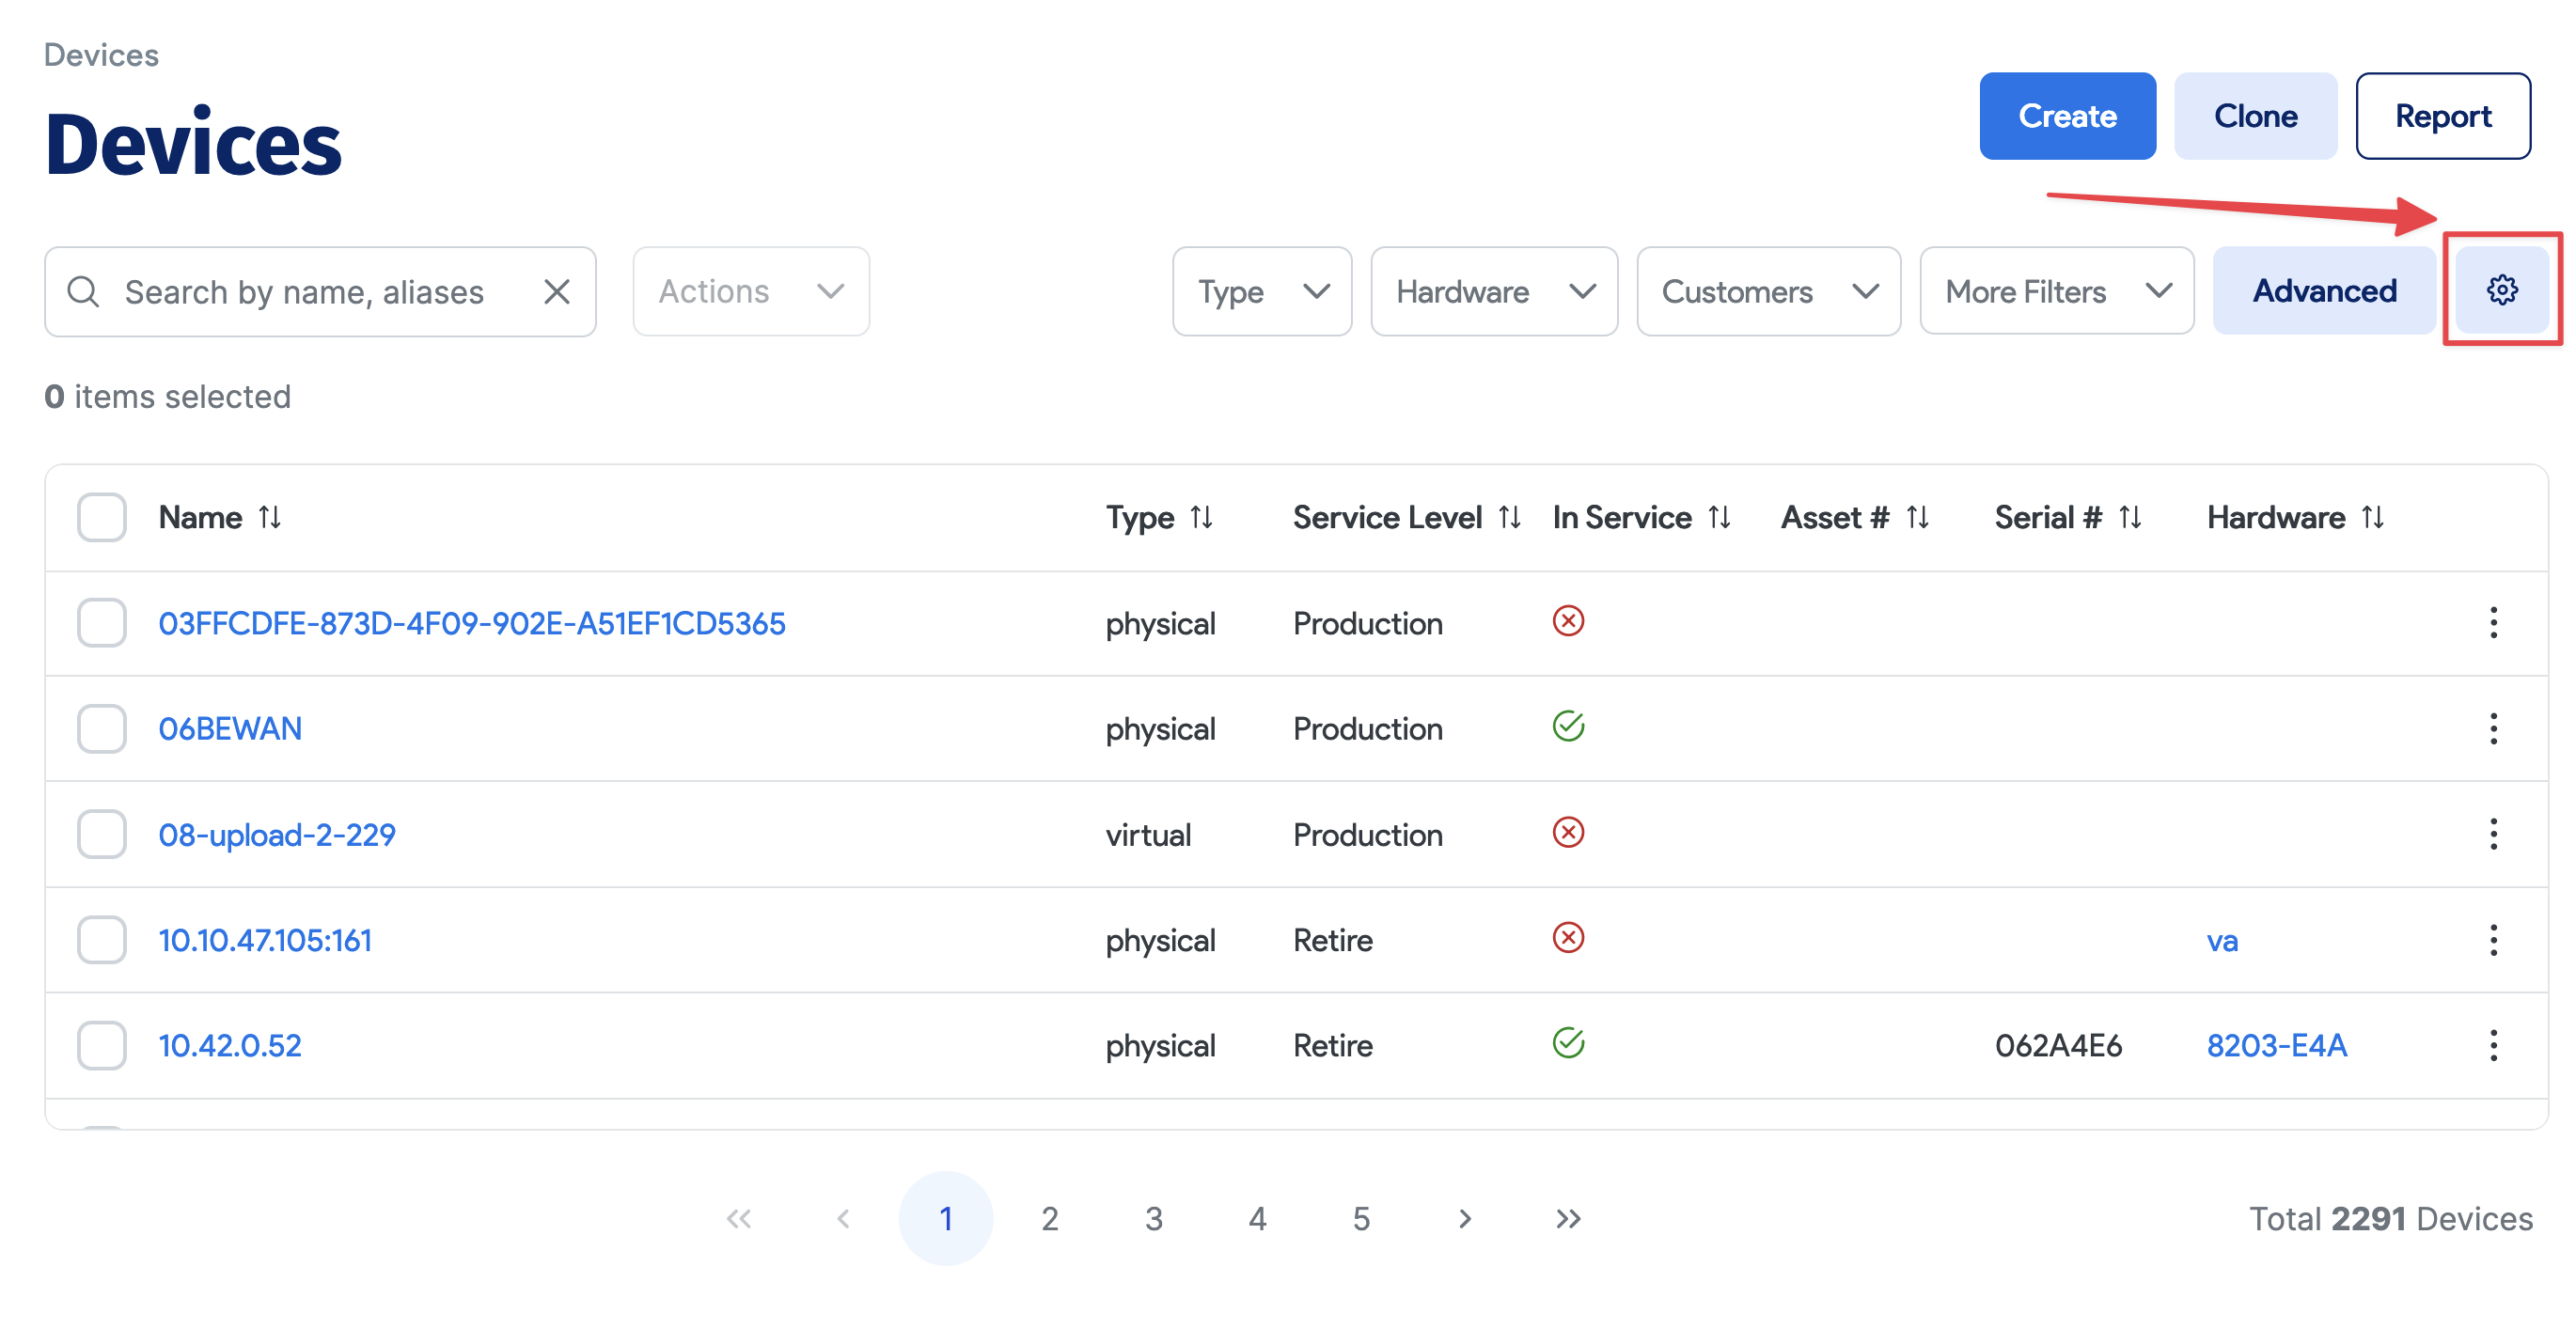 Devices
Devices
Create Clone Report
Search by name, aliases Actions Type Hardware Customers More Filters Advanced
0 items selected
Name Type Service Level In Service Asset # Serial # Hardware
03FFCDFE-873D-4F09-902E-A51EF1CD5365 physical Production
06BEWAN physical Production
08-upload-2-229 virtual Production
10.10.47.105:161 physical Retire va
10.42.0.52 physical Retire 062A4E6 8203-E4A
1 2 3 4 5 Total 2291 Devices